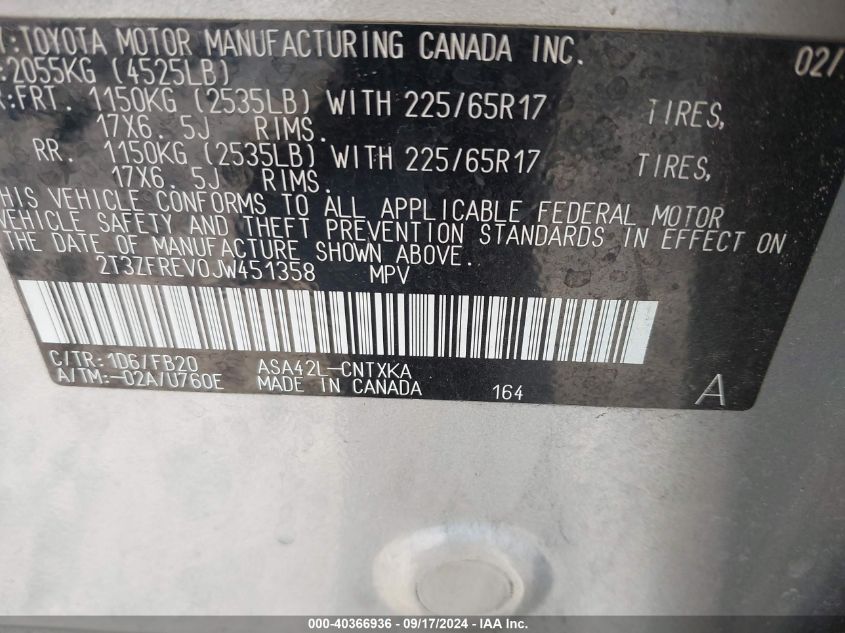 :TOYOTA MOTOR MANUFACTURING CANADA INC. 02/
:2055KG (4525LB)
:FRT. 1150KG (2535LB) WITH 225/65R17 TIRES,
17X6.5J RIMS.
RR. 1150KG (2535LB) WITH 225/65R17 TIRES,
17X6.5J RIMS.
HIS VEHICLE CONFORMS TO ALL APPLICABLE FEDERAL MOTOR
VEHICLE SAFETY AND THEFT PREVENTION STANDARDS IN EFFECT ON
THE DATE OF MANUFACTURE SHOWN ABOVE.
2T3ZFREV0JW451358 MPV
C/TR:1D6/FB20 ASA42L-CNTXKA
A/TM:-02A/U760E MADE IN CANADA 164 A
000-40366936 - 09/17/2024 - IAA Inc.